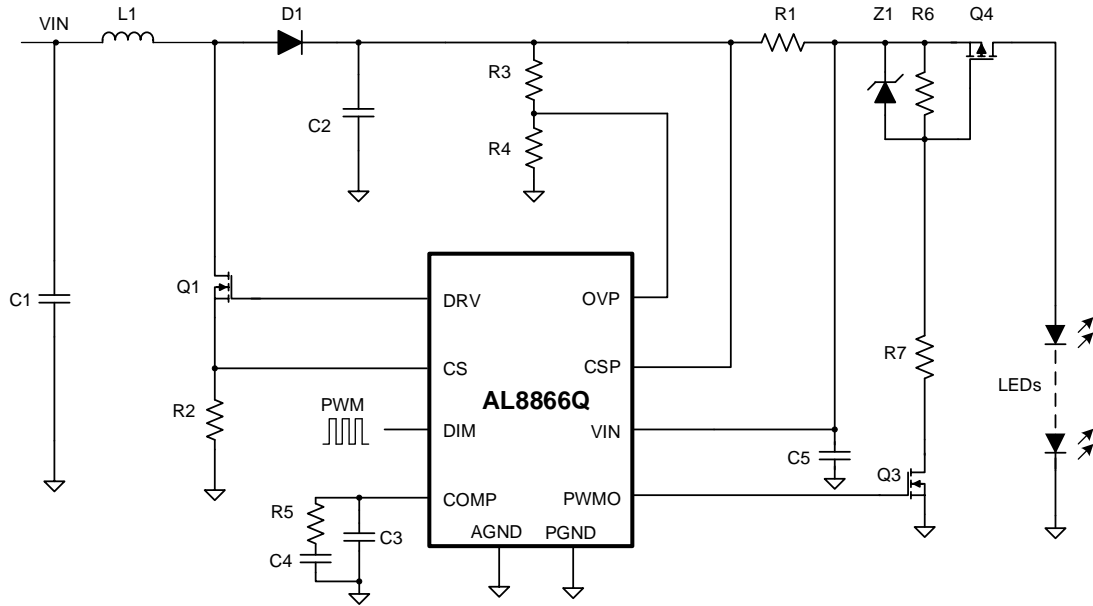 VIN
L1
D1
R1
Z1
R6
Q4
R3
C2
R4
Q1
C1
DRV
OVP
CS
CSP
R7
LEDs
AL8866Q
R2
PWM
DIM
VIN
C5
Q3
COMP
PWMO
R5
C3
AGND
PGND
C4